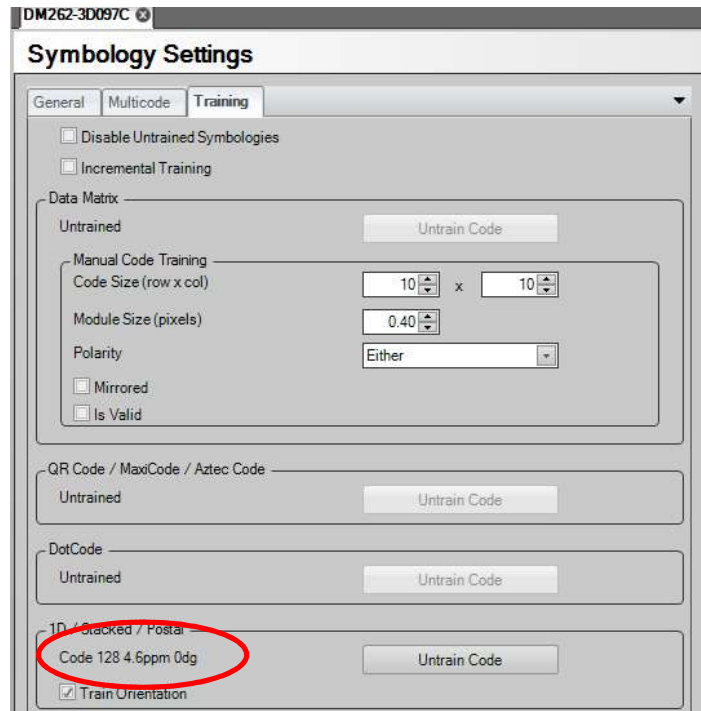 DM262-3D097C
Symbology Settings
General Multicode Training
Disable Untrained Symbologies
Incremental Training
Data Matrix
Untrained Untrain Code
Manual Code Training
Code Size (row x col) 10 x 10
Module Size (pixels) 0.40
Polarity Either
Mirrored
Is Valid
QR Code / MaxiCode / Aztec Code
Untrained Untrain Code
DotCode
Untrained Untrain Code
1D / Stacked / Postal
Code 128 4.6ppm 0dg Untrain Code
Train Orientation